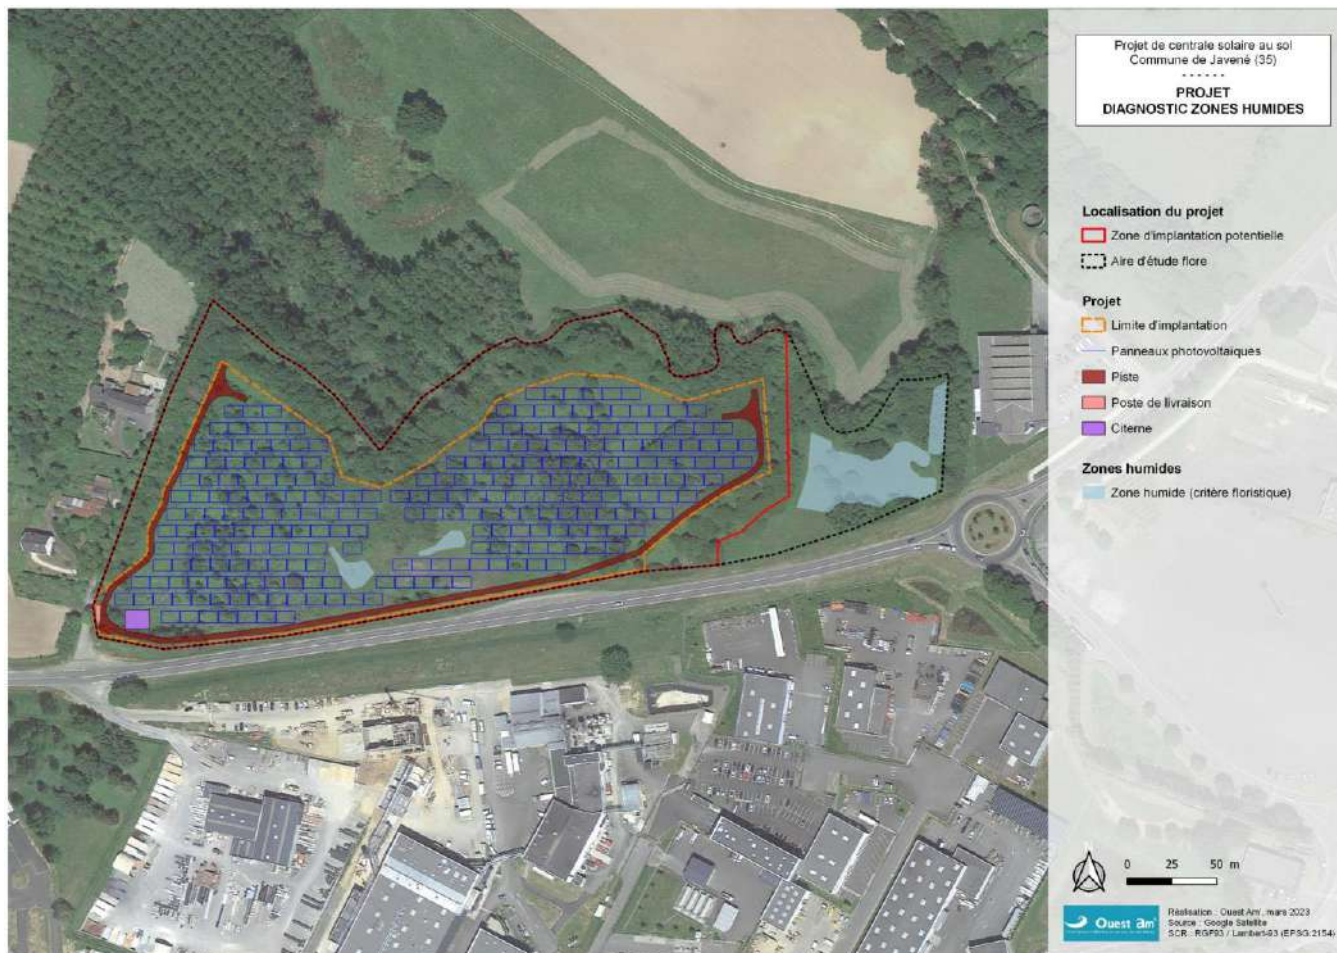 Projet de centrale solaire au sol
Commune de Javené (35)
------
PROJET
DIAGNOSTIC ZONES HUMIDES
Localisation du projet
Zone d'implantation potentielle
Aire d'étude flore
Projet
Limite d'implantation
Panneaux photovoltaïques
Piste
Poste de livraison
Citerne
Zones humides
Zone humide (critère floristique)
0 25 50 m
Ouest Am'
Réalisation : Ouest Am', mars 2023
Source : Google Satellite
SCR : RGF93 / Lambert-93 (EPSG:2154)